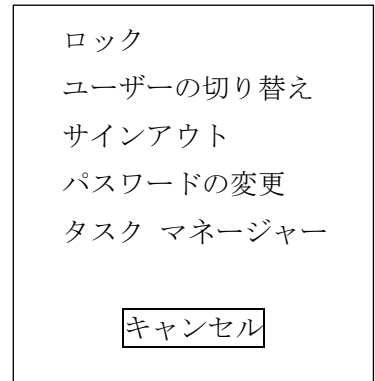 ロック
ユーザーの切り替え
サインアウト
パスワードの変更
タスク マネージャー
キャンセル